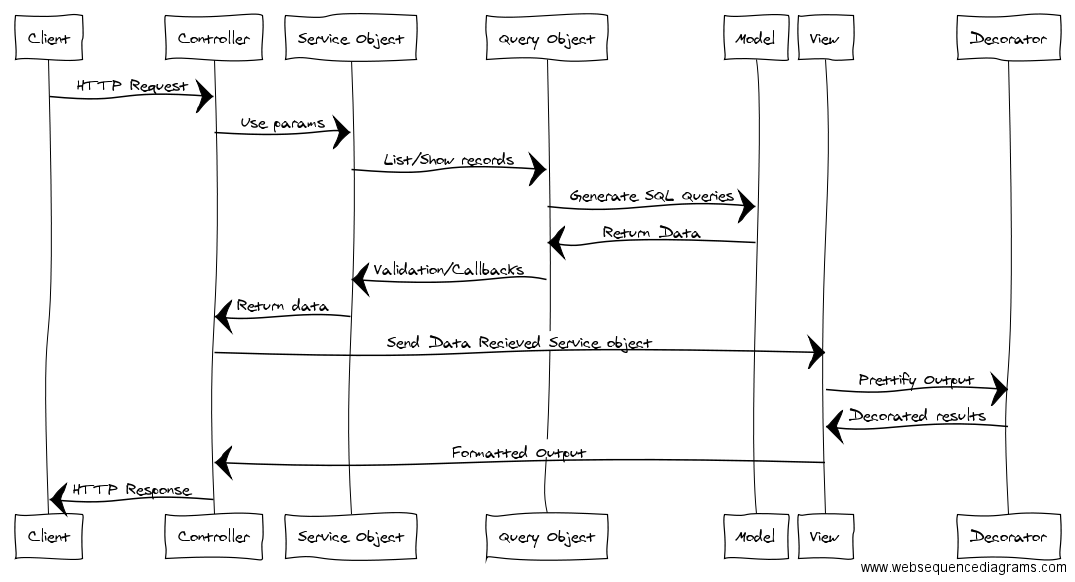 Client Controller Service Object Query Object Model View Decorator
HTTP Request
Use params
List/Show records
Generate SQL Queries
Return Data
Validation/Callbacks
Return data
Send Data Recieved Service object
Prettify Output
Decorated results
Formatted Output
HTTP Response
Client Controller Service Object Query Object Model View Decorator
www.websequencediagrams.com